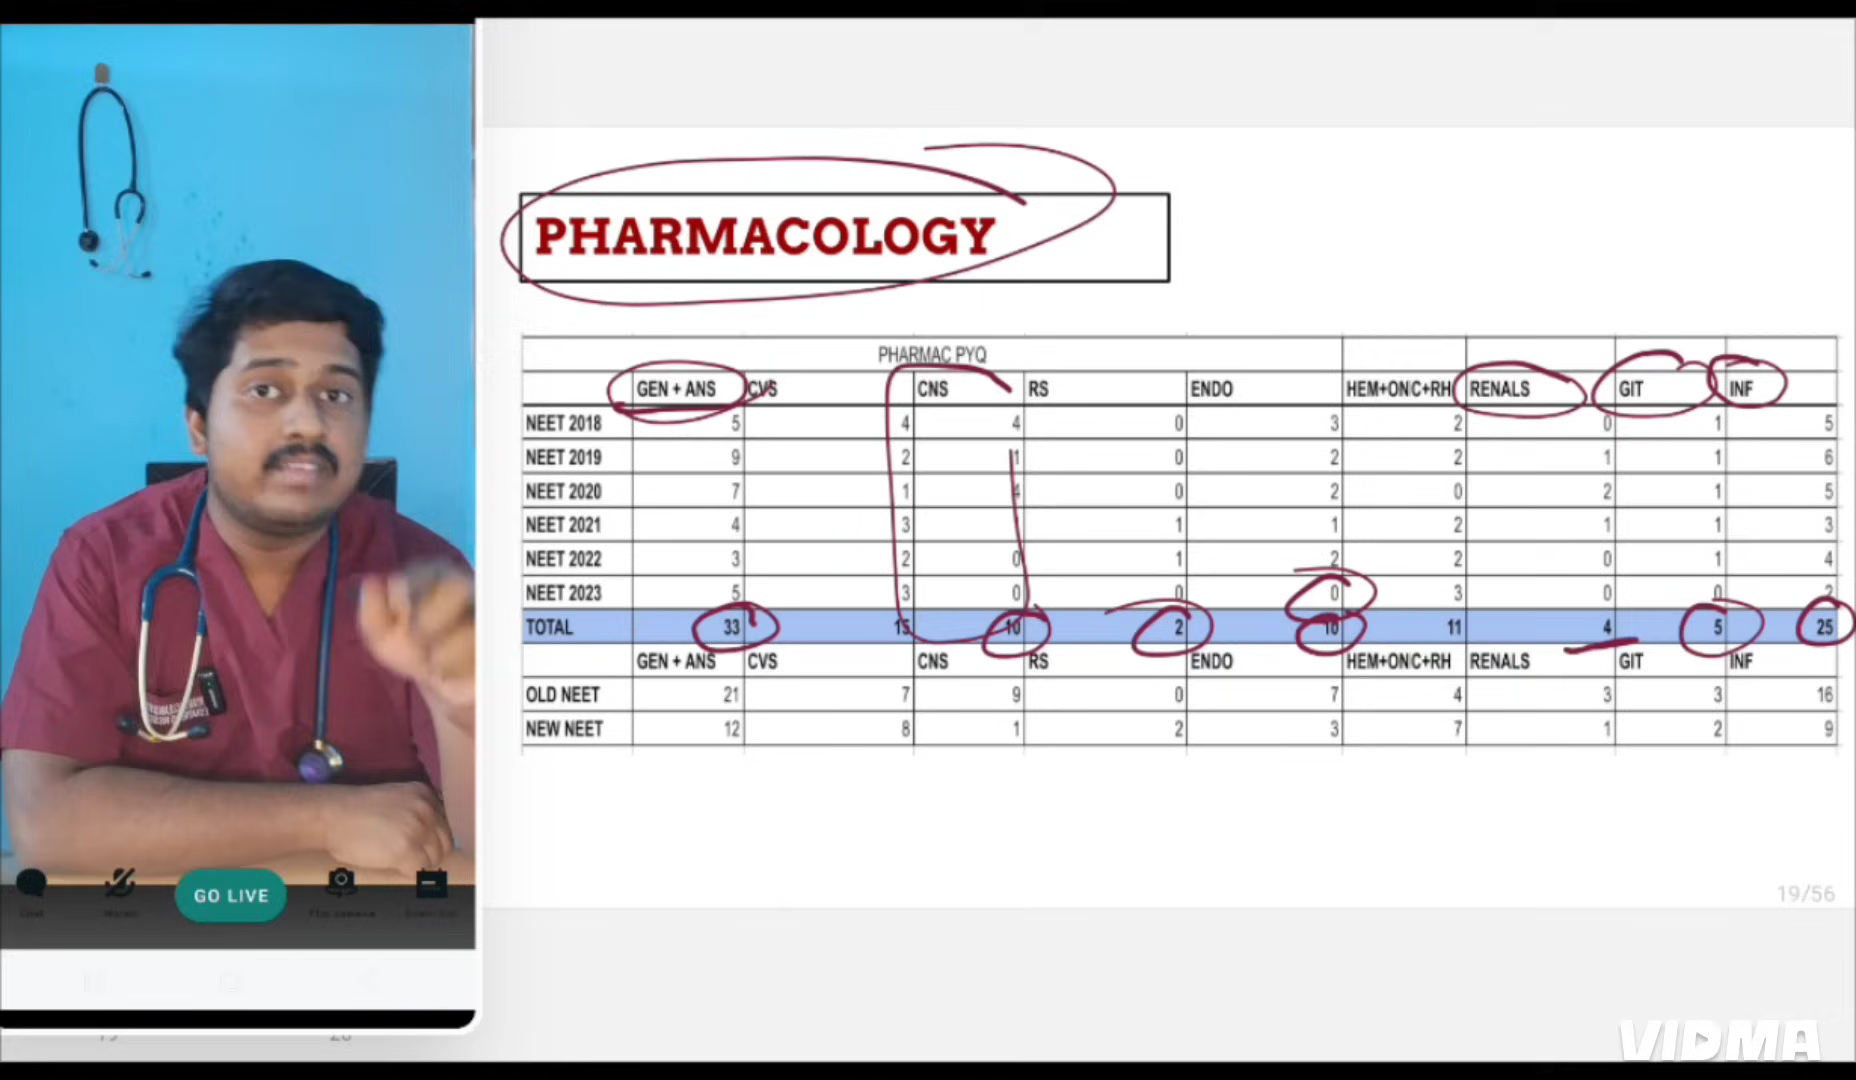 PHARMACOLOGY
PHARMAC PYQ
GEN + ANS CVS CNS RS ENDO HEM+ONC+RH RENALS GIT INF
NEET 2018 5 4 4 0 3 2 0 1 5
NEET 2019 9 2 1 0 2 2 1 1 6
NEET 2020 7 1 4 0 2 0 2 1 5
NEET 2021 4 3 1 1 2 1 1 3
NEET 2022 3 2 0 1 2 2 0 1 4
NEET 2023 5 3 0 0 0 3 0 0 2
TOTAL 33 15 10 2 10 11 4 5 25
GEN + ANS CVS CNS RS ENDO HEM+ONC+RH RENALS GIT INF
OLD NEET 21 7 9 0 7 4 3 3 16
NEW NEET 12 8 1 2 3 7 1 2 9
19/56
GO LIVE
Chat
Flip camera
VIDMA